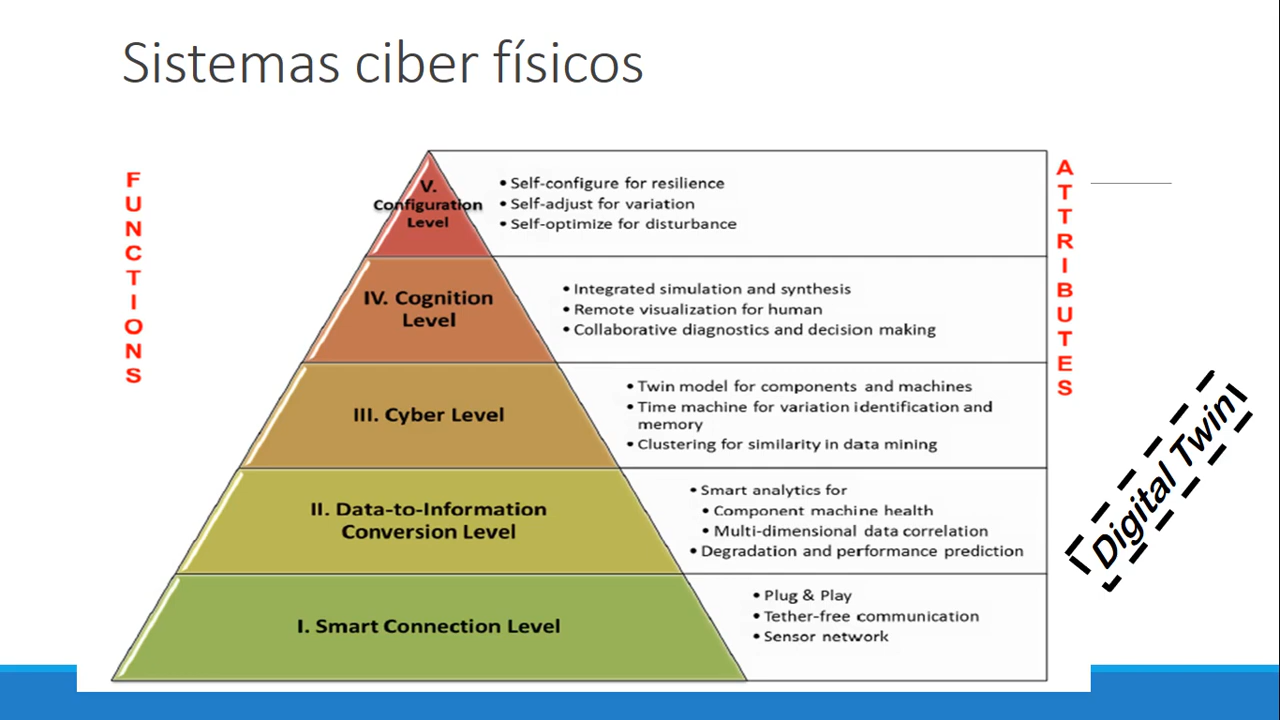 Sistemas ciber físicos
FUNCTIONS
ATTRIBUTES
V.
Configuration
Level
• Self-configure for resilience
• Self-adjust for variation
• Self-optimize for disturbance
IV. Cognition
Level
• Integrated simulation and synthesis
• Remote visualization for human
• Collaborative diagnostics and decision making
III. Cyber Level
• Twin model for components and machines
• Time machine for variation identification and
memory
• Clustering for similarity in data mining
II. Data-to-Information
Conversion Level
• Smart analytics for
• Component machine health
• Multi-dimensional data correlation
• Degradation and performance prediction
I. Smart Connection Level
• Plug & Play
• Tether-free communication
• Sensor network
Digital Twin